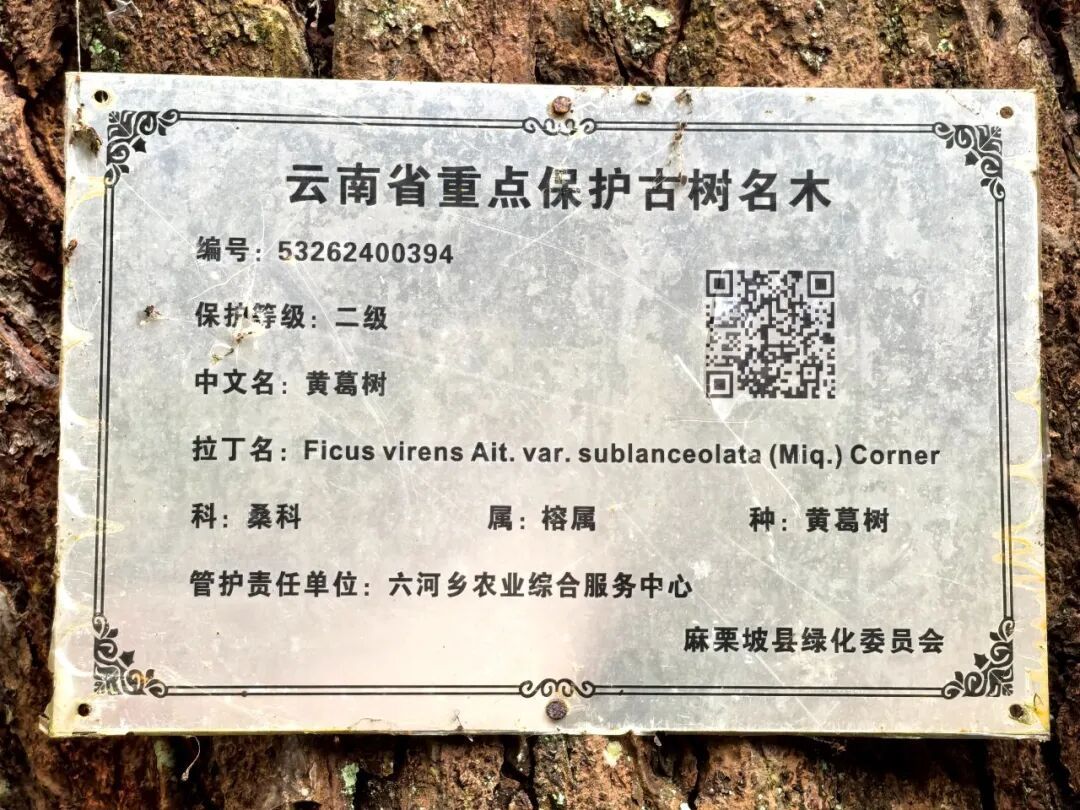 云南省重点保护古树名木
编号：53262400394
保护等级：二级
中文名：黄葛树
拉丁名：Ficus virens Ait. var. sublanceolata (Miq.) Corner
科：桑科 属：榕属 种：黄葛树
管护责任单位：六河乡农业综合服务中心
麻栗坡县绿化委员会